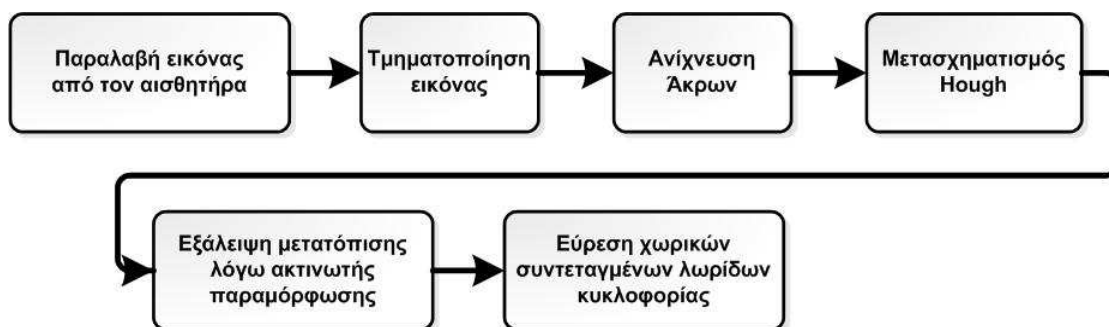 Παραλαβή εικόνας
από τον αισθητήρα
Τμηματοποίηση
εικόνας
Ανίχνευση
Άκρων
Μετασχηματισμός
Hough
Εξάλειψη μετατόπισης
λόγω ακτινωτής
παραμόρφωσης
Εύρεση χωρικών
συντεταγμένων λωρίδων
κυκλοφορίας